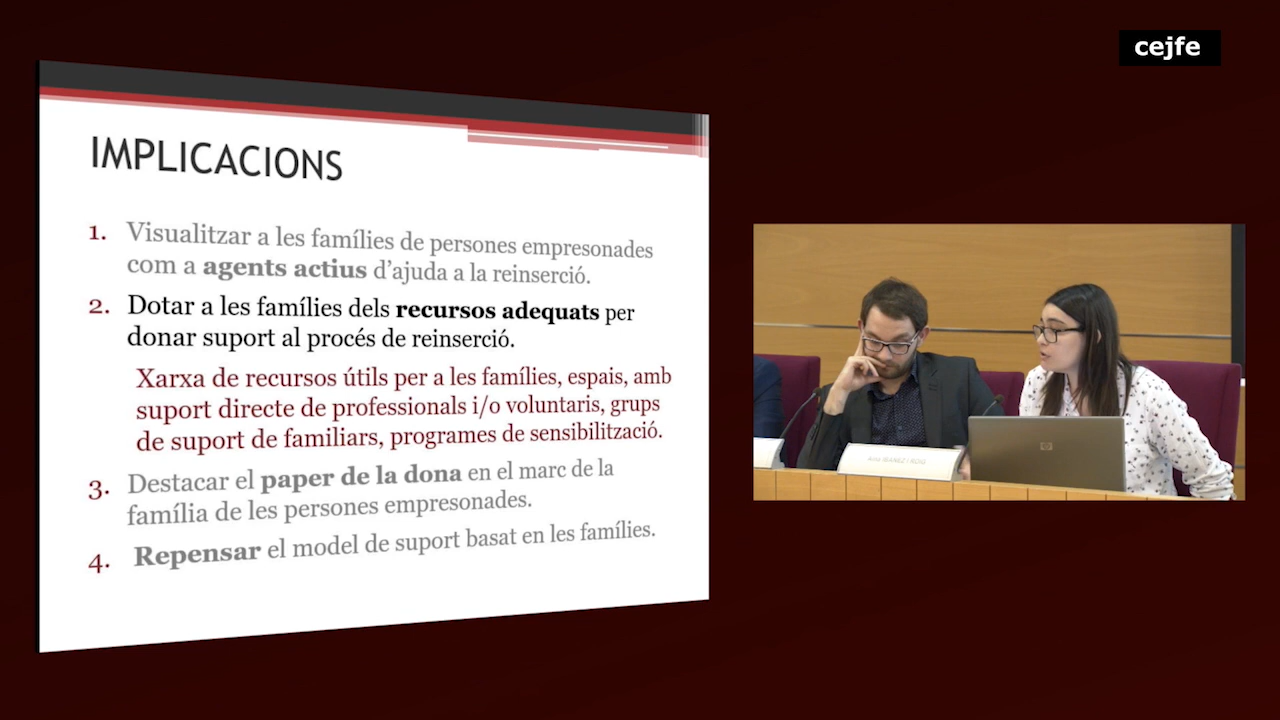 cejfe
IMPLICACIONS
1. Visualitzar a les famílies de persones empresonades
com a agents actius d'ajuda a la reinserció.
2. Dotar a les famílies dels recursos adequats per
donar suport al procés de reinserció.
Xarxa de recursos útils per a les famílies, espais, amb
suport directe de professionals i/o voluntaris, grups
de suport de familiars, programes de sensibilització.
3. Destacar el paper de la dona en el marc de la
família de les persones empresonades.
4. Repensar el model de suport basat en les famílies.
hp